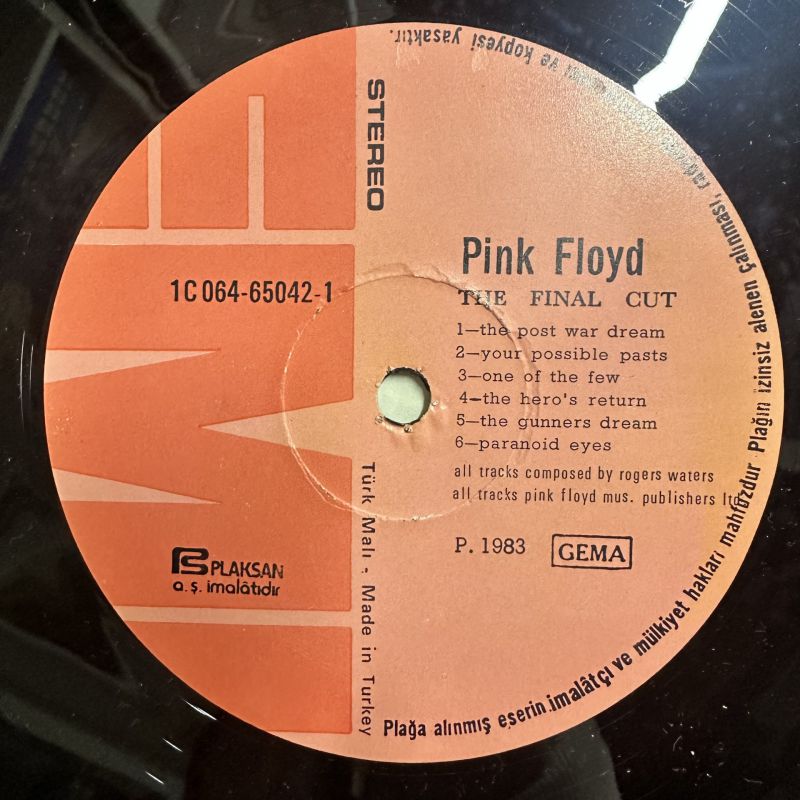 STEREO
1C 064-65042-1
Pink Floyd
THE FINAL CUT
1—the post war dream
2—your possible pasts
3—one of the few
4—the hero's return
5—the gunners dream
6—paranoid eyes
all tracks composed by rogers waters
all tracks pink floyd mus. publishers ltd.
P. 1983 GEMA
EMI
PLAKSAN
a.ş. imalâtıdır
Türk Malı - Made in Turkey
Plağa alınmış eserin imalâtçı ve mülkiyet hakları mahfuzdur Plağın izinsiz alenen çalınması, ve kopyesi yasaktır.